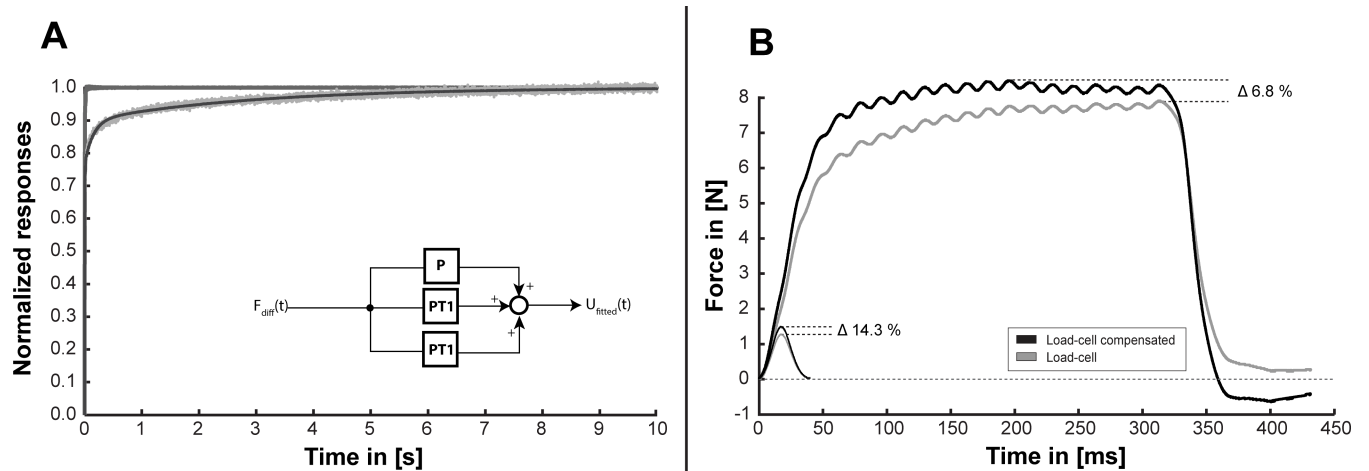 A
Normalized responses
1.0
0.9
0.8
0.7
0.6
0.5
0.4
0.3
0.2
0.1
0.0
0 1 2 3 4 5 6 7 8 9 10
Time in [s]
P
PT1
PT1
F_diff(t)
+
+
+
U_fitted(t)
B
Force in [N]
8
7
6
5
4
3
2
1
0
-1
0 50 100 150 200 250 300 350 400 450
Time in [ms]
Δ 6.8 %
Δ 14.3 %
Load-cell compensated
Load-cell